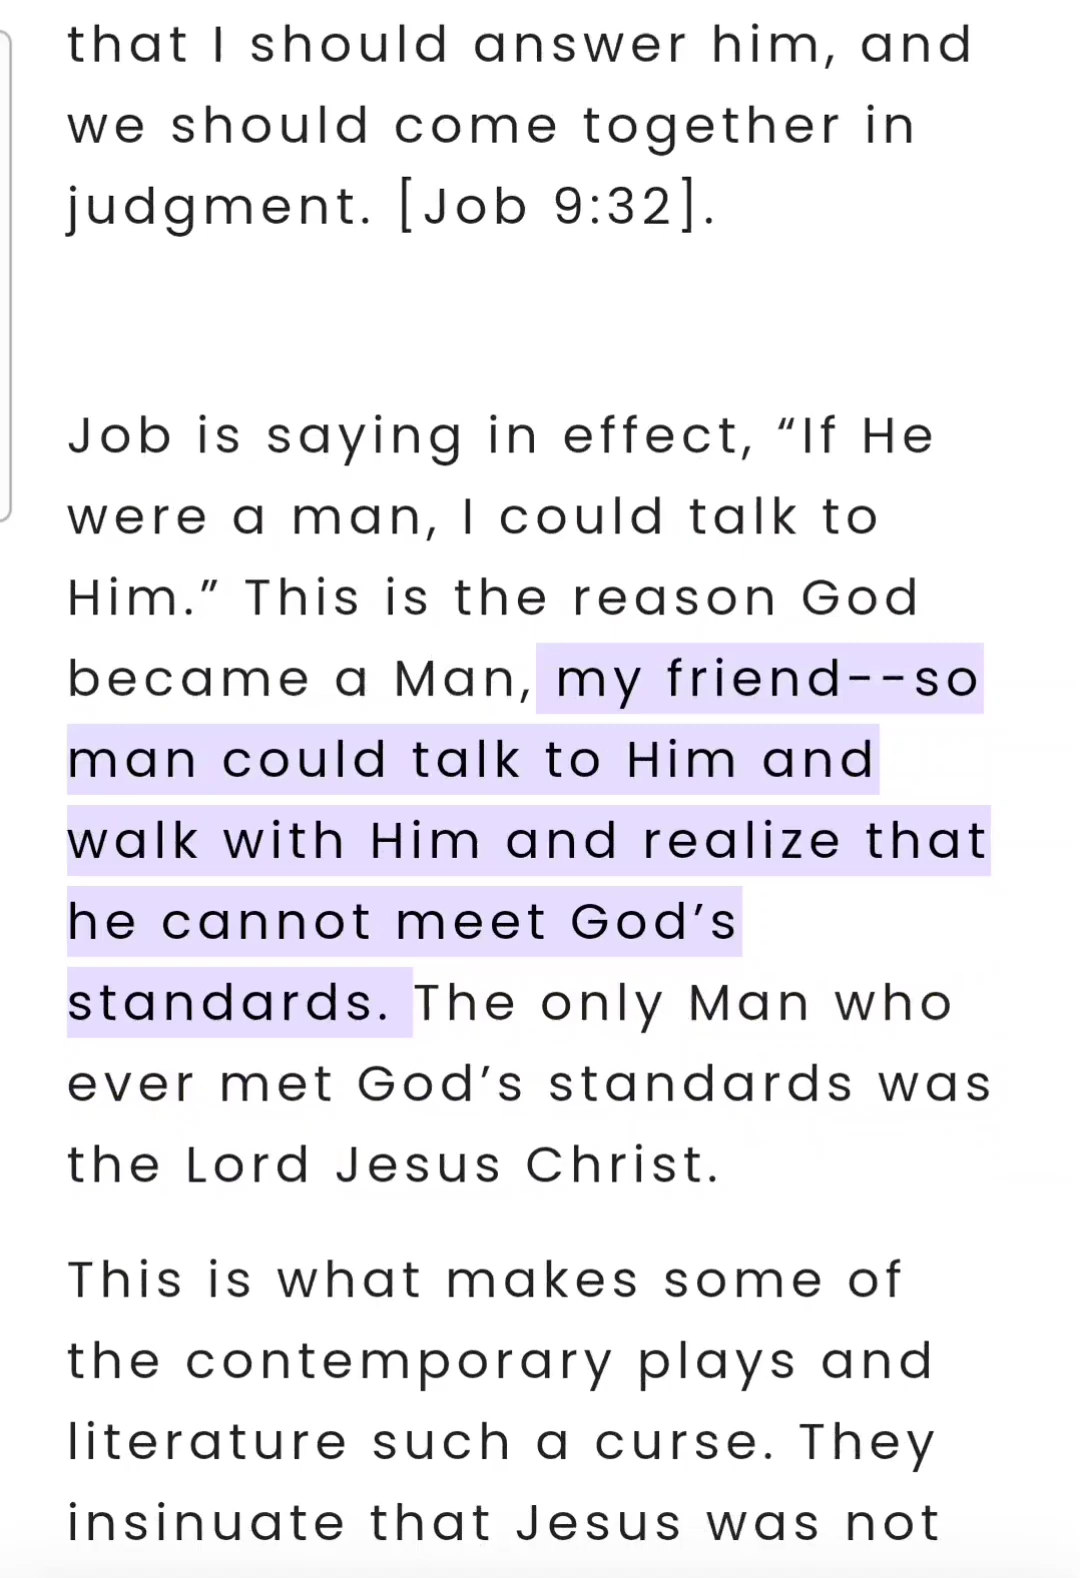 that I should answer him, and
we should come together in
judgment. [Job 9:32].
Job is saying in effect, “If He
were a man, I could talk to
Him.” This is the reason God
became a Man, my friend--so
man could talk to Him and
walk with Him and realize that
he cannot meet God’s
standards. The only Man who
ever met God’s standards was
the Lord Jesus Christ.
This is what makes some of
the contemporary plays and
literature such a curse. They
insinuate that Jesus was not